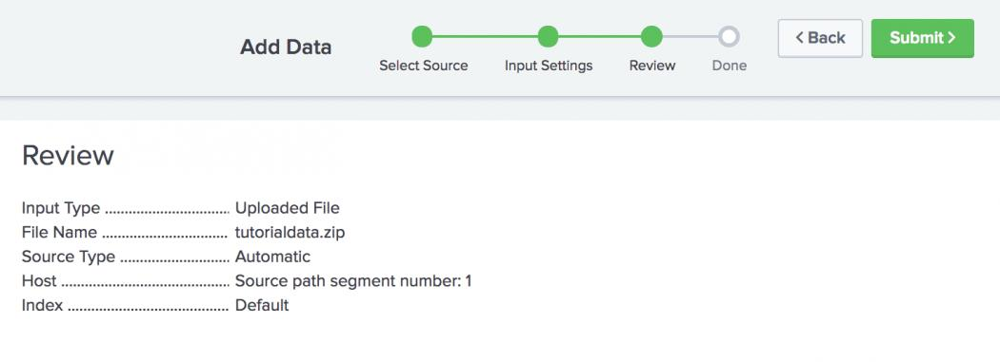 Add Data
Select Source
Input Settings
Review
Done
< Back
Submit >
Review
Input Type ................................ Uploaded File
File Name ................................ tutorialdata.zip
Source Type ............................ Automatic
Host .......................................... Source path segment number: 1
Index ........................................ Default